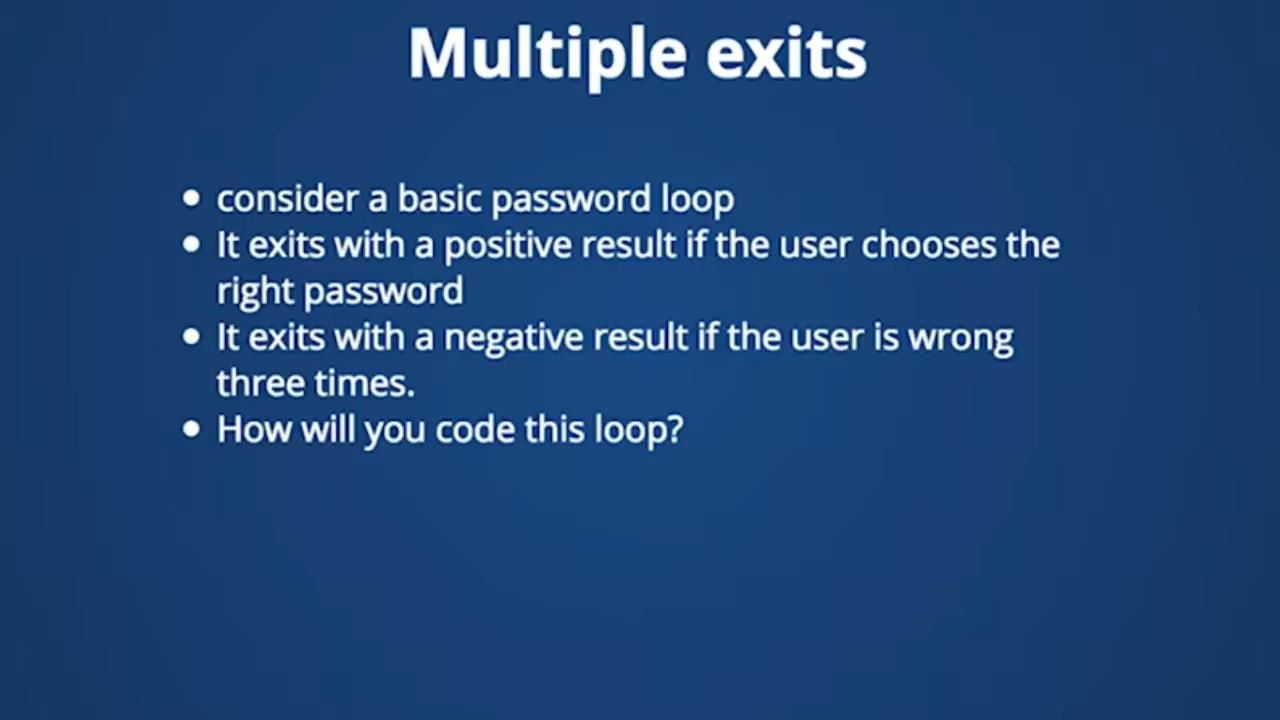 Multiple exits
• consider a basic password loop
• It exits with a positive result if the user chooses the
right password
• It exits with a negative result if the user is wrong
three times.
• How will you code this loop?